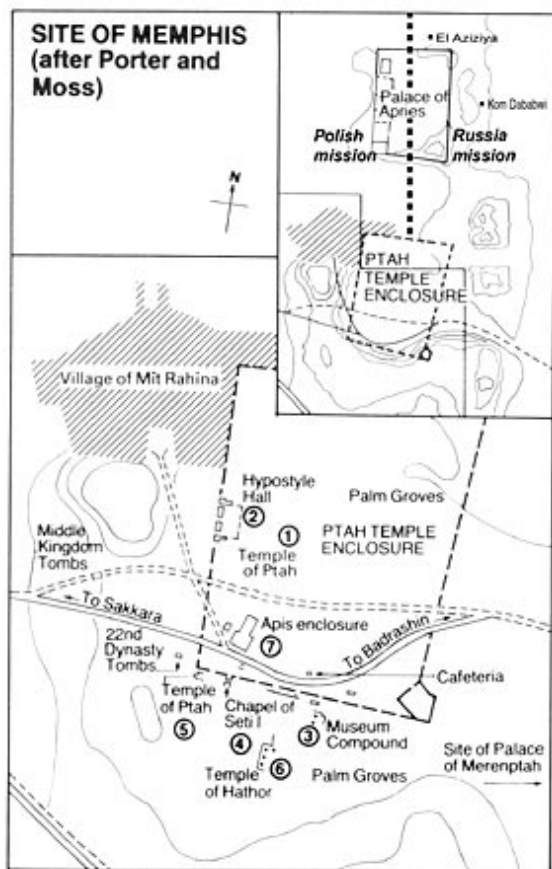 SITE OF MEMPHIS
(after Porter and
Moss)
N
El Aziziya
Palace of
Apries
Kom Dababwi
Polish
mission
Russia
mission
PTAH
TEMPLE
ENCLOSURE
Village of Mît Rahina
Hypostyle
Hall
2
1
Temple
of Ptah
Palm Groves
PTAH TEMPLE
ENCLOSURE
Middle
Kingdom
Tombs
To Sakkara
Apis enclosure
7
To Badrashin
22nd
Dynasty
Tombs
Cafeteria
Temple
of Ptah
5
Chapel of
Seti I
4
3
Museum
Compound
Temple
of Hathor
6
Palm Groves
Site of Palace
of Merenptah